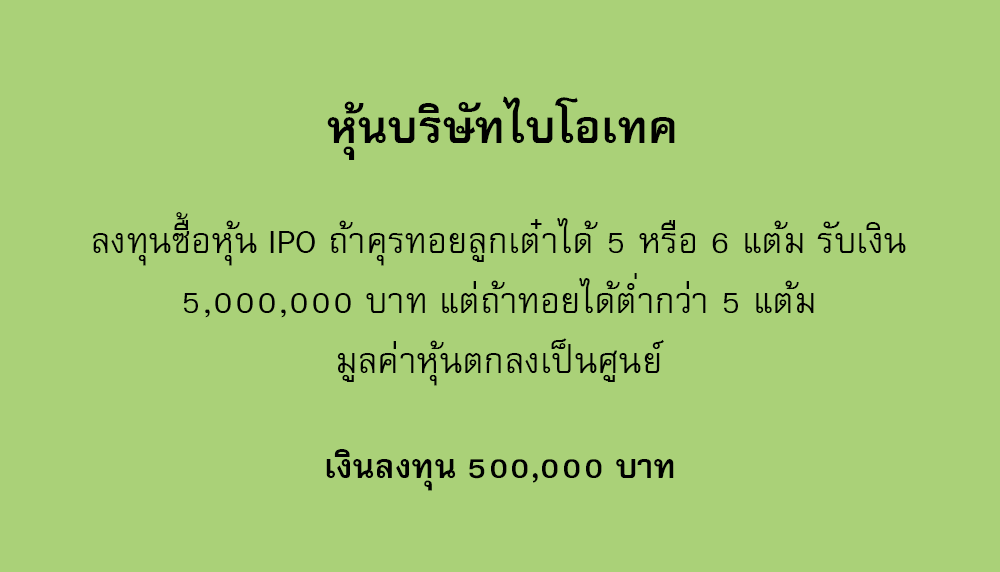 หุ้นบริษัทไบโอเทค
ลงทุนซื้อหุ้น IPO ถ้าคุรทอยลูกเต๋าได้ 5 หรือ 6 แต้ม รับเงิน
5,000,000 บาท แต่ถ้าทอยได้ต่ำกว่า 5 แต้ม
มูลค่าหุ้นตกลงเป็นศูนย์
เงินลงทุน 500,000 บาท